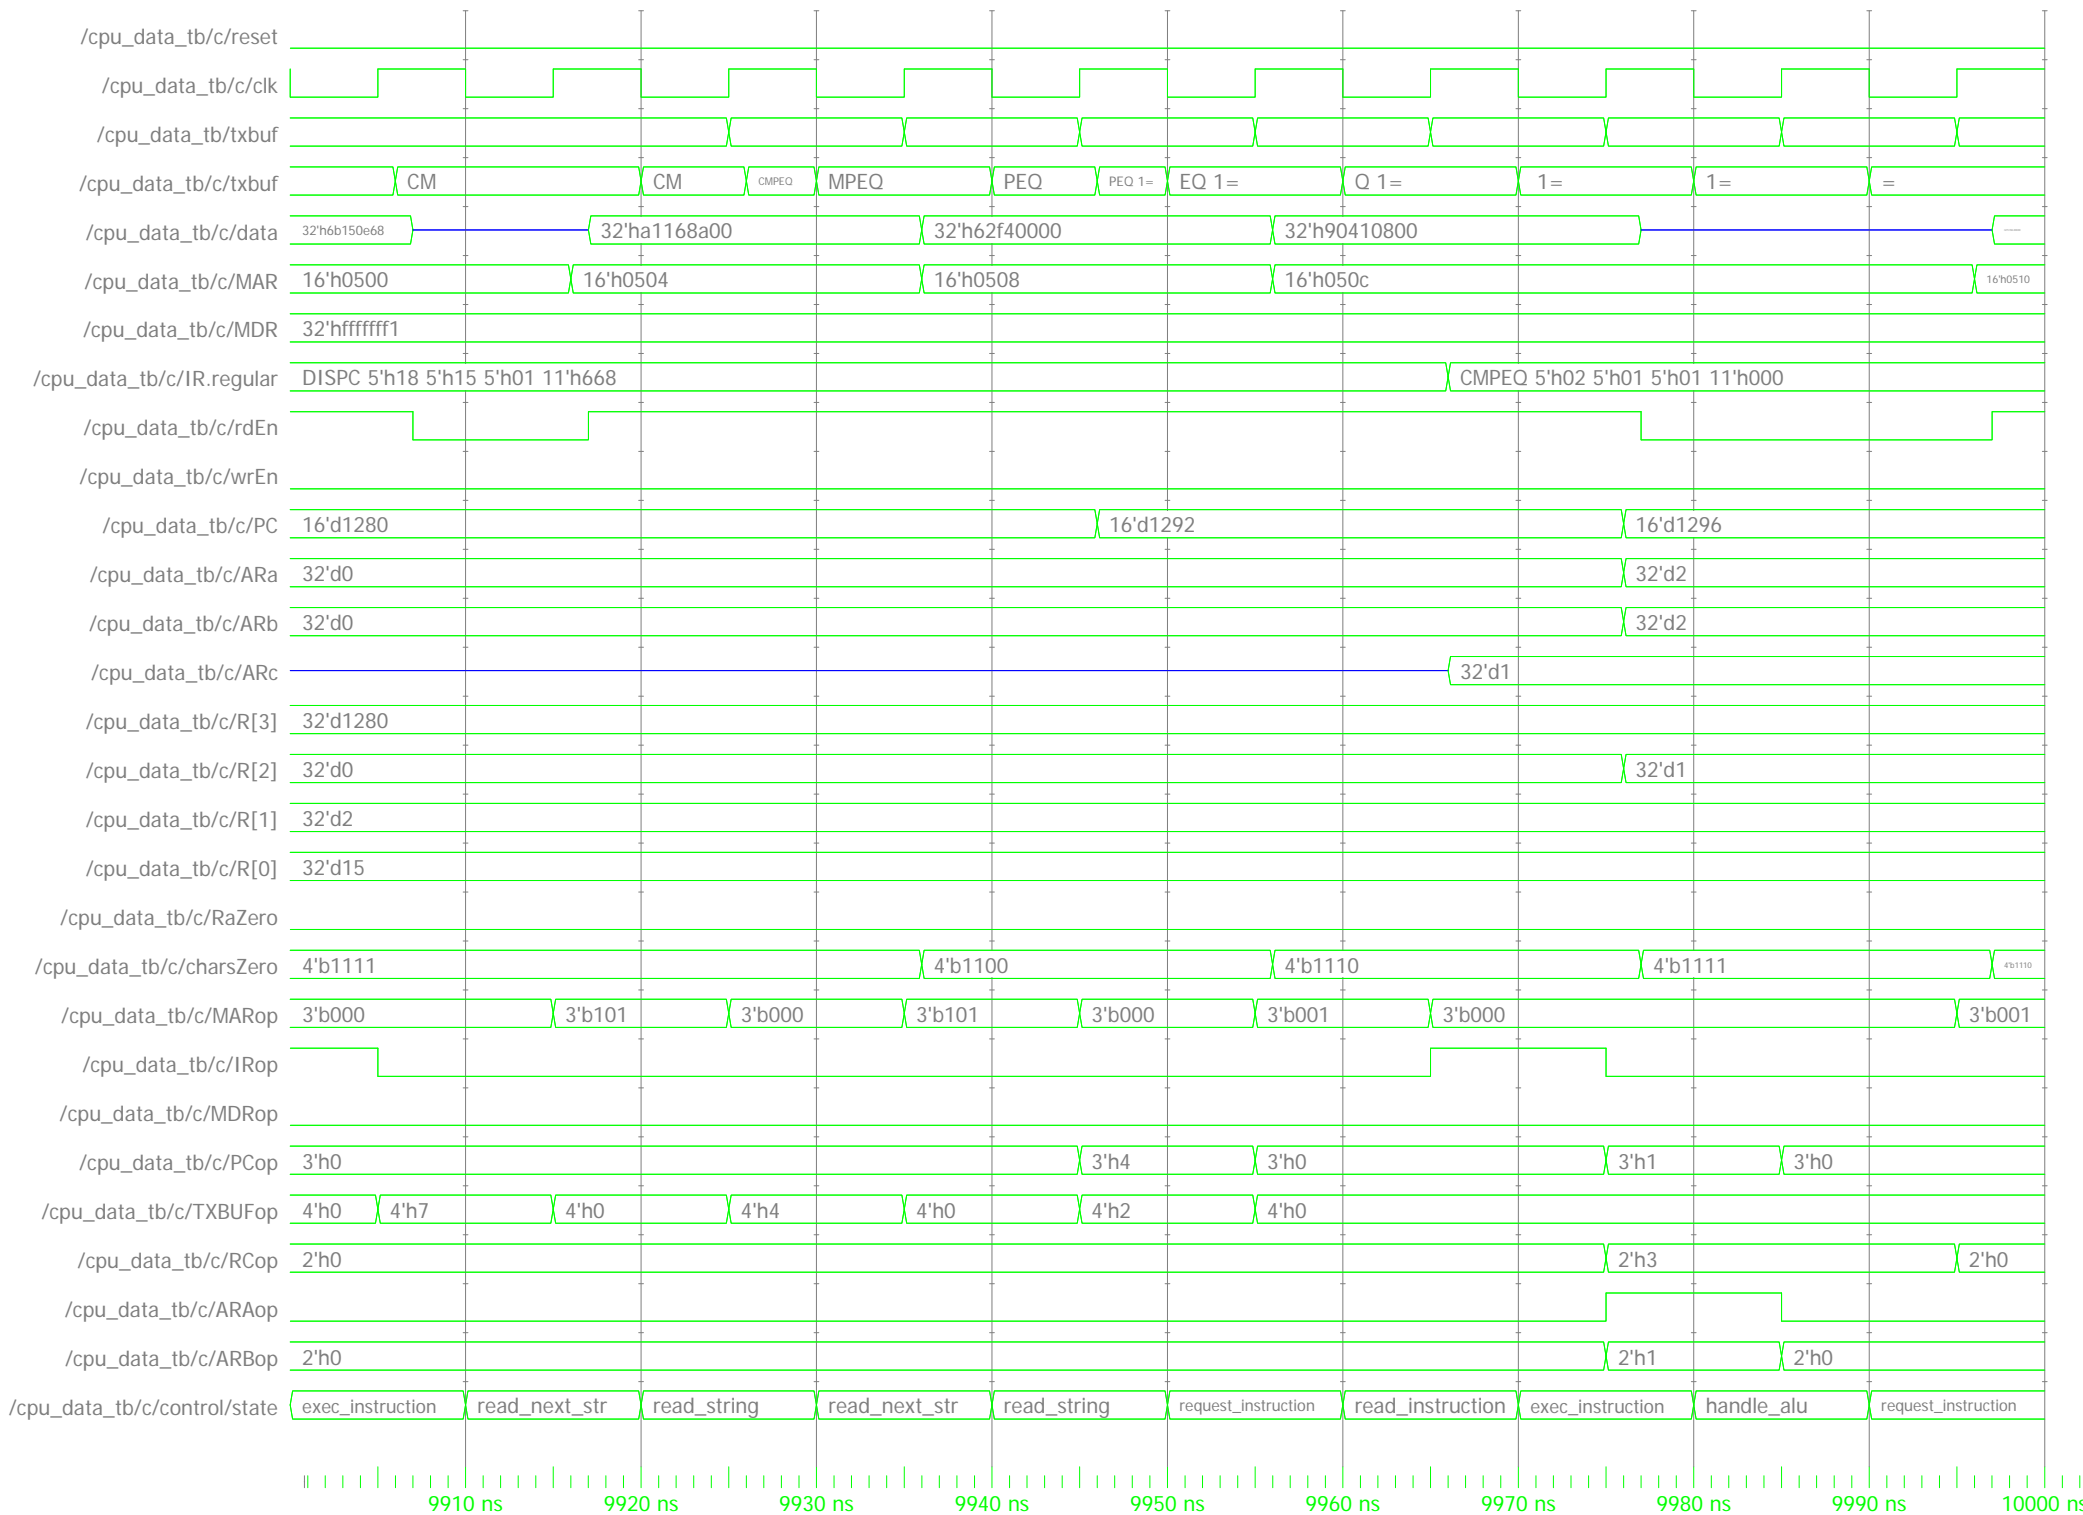 /cpu_data_tb/c/reset
/cpu_data_tb/c/clk
/cpu_data_tb/txbuf
/cpu_data_tb/c/txbuf CM CM CMPEQ MPEQ PEQ PEQ 1= EQ 1= Q 1= 1= 1= =
/cpu_data_tb/c/data 32'h6b150e68 32'ha1168a00 32'h62f40000 32'h90410800
/cpu_data_tb/c/MAR 16'h0500 16'h0504 16'h0508 16'h050c 16'h0510
/cpu_data_tb/c/MDR 32'hfffffff1
/cpu_data_tb/c/IR.regular DISPC 5'h18 5'h15 5'h01 11'h668 CMPEQ 5'h02 5'h01 5'h01 11'h000
/cpu_data_tb/c/rdEn
/cpu_data_tb/c/wrEn
/cpu_data_tb/c/PC 16'd1280 16'd1292 16'd1296
/cpu_data_tb/c/ARa 32'd0 32'd2
/cpu_data_tb/c/ARb 32'd0 32'd2
/cpu_data_tb/c/ARc 32'd1
/cpu_data_tb/c/R[3] 32'd1280
/cpu_data_tb/c/R[2] 32'd0 32'd1
/cpu_data_tb/c/R[1] 32'd2
/cpu_data_tb/c/R[0] 32'd15
/cpu_data_tb/c/RaZero
/cpu_data_tb/c/charsZero 4'b1111 4'b1100 4'b1110 4'b1111 4'b1110
/cpu_data_tb/c/MARop 3'b000 3'b101 3'b000 3'b101 3'b000 3'b001 3'b000 3'b001
/cpu_data_tb/c/IRop
/cpu_data_tb/c/MDRop
/cpu_data_tb/c/PCop 3'h0 3'h4 3'h0 3'h1 3'h0
/cpu_data_tb/c/TXBUFop 4'h0 4'h7 4'h0 4'h4 4'h0 4'h2 4'h0
/cpu_data_tb/c/RCop 2'h0 2'h3 2'h0
/cpu_data_tb/c/ARAop
/cpu_data_tb/c/ARBop 2'h0 2'h1 2'h0
/cpu_data_tb/c/control/state exec_instruction read_next_str read_string read_next_str read_string request_instruction read_instruction exec_instruction handle_alu request_instruction
9910 ns 9920 ns 9930 ns 9940 ns 9950 ns 9960 ns 9970 ns 9980 ns 9990 ns 10000 ns